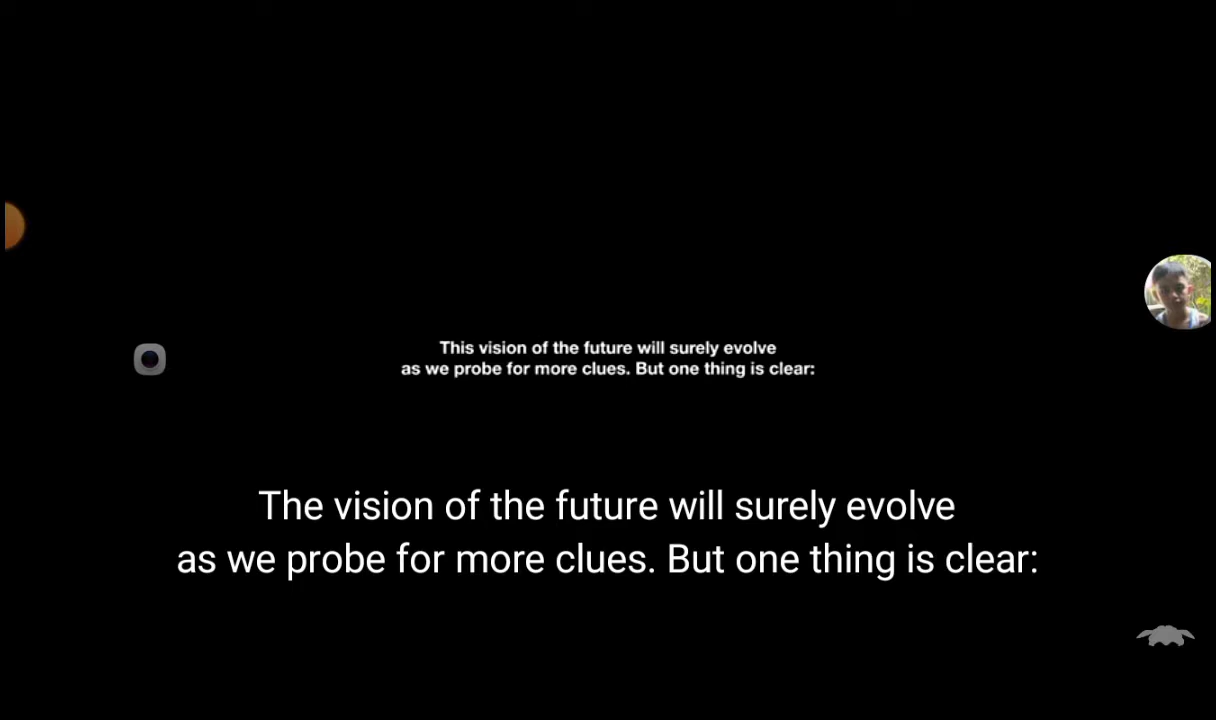 This vision of the future will surely evolve
as we probe for more clues. But one thing is clear:
The vision of the future will surely evolve
as we probe for more clues. But one thing is clear: